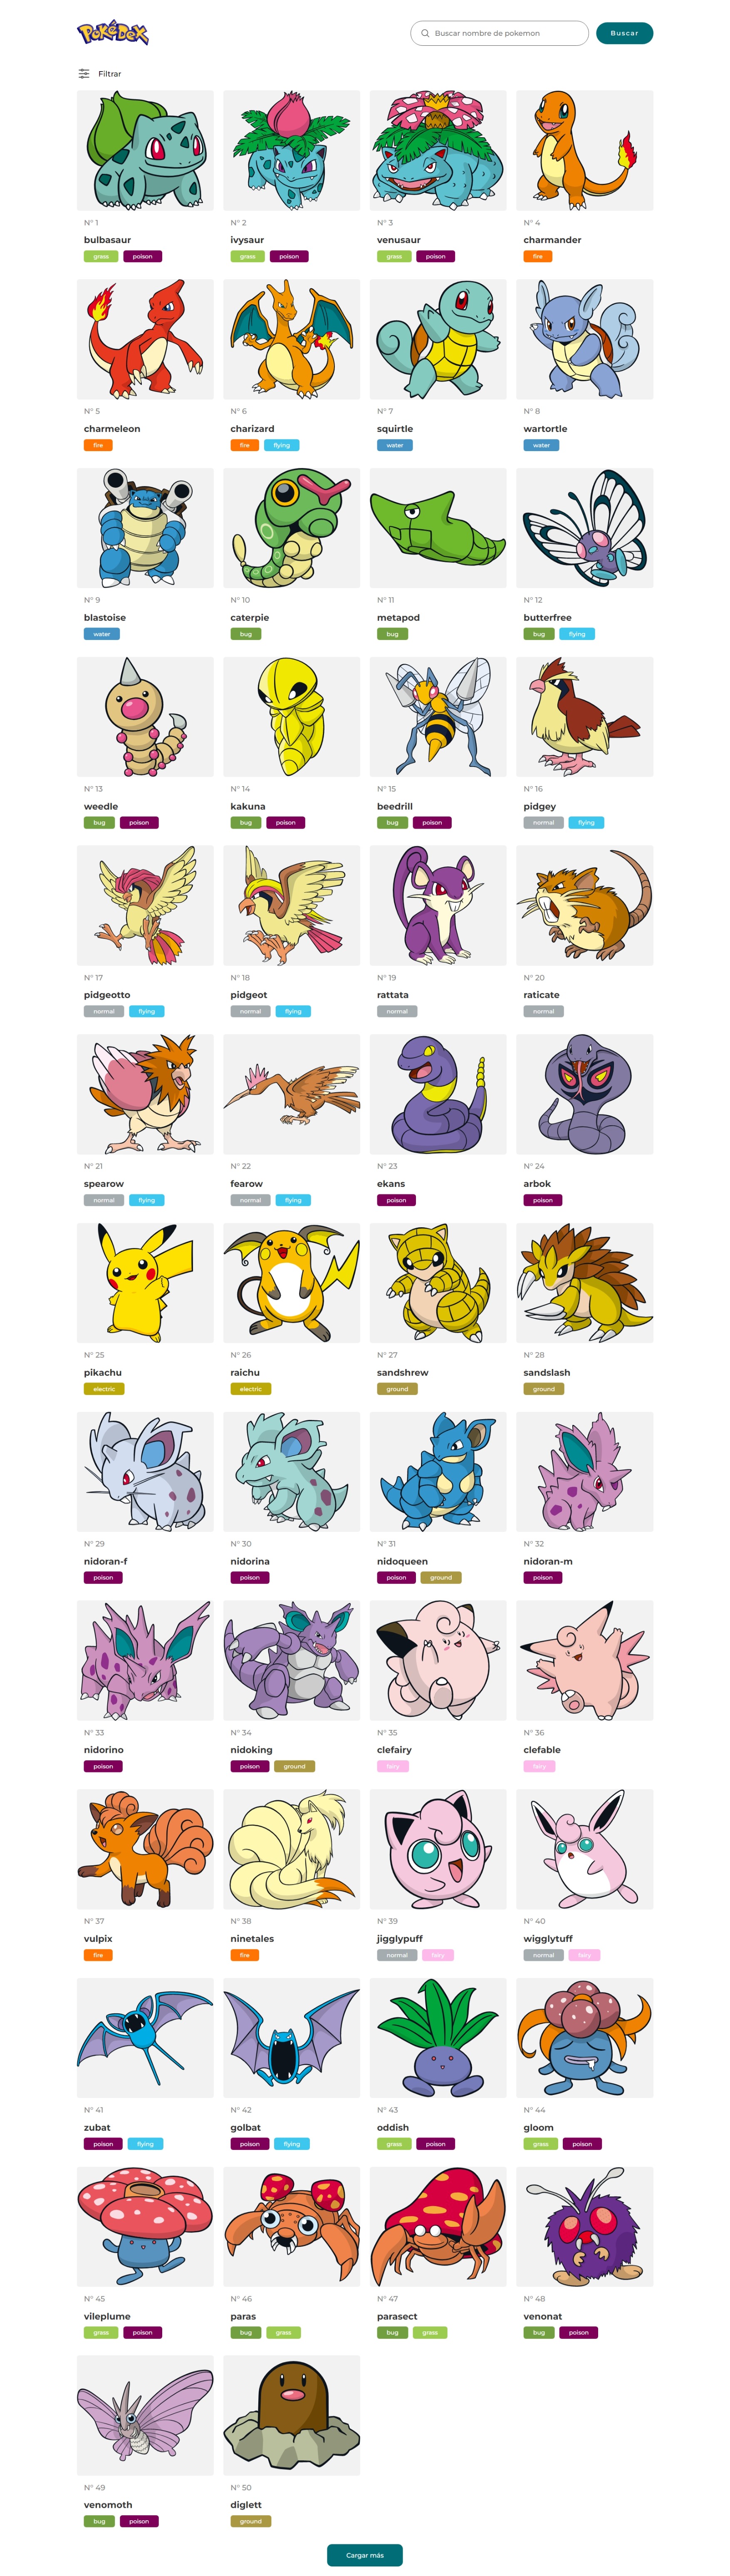 PokéDex
Buscar nombre de pokemon
Buscar
Filtrar
N° 1
bulbasaur
grass poison
N° 2
ivysaur
grass poison
N° 3
venusaur
grass poison
N° 4
charmander
fire
N° 5
charmeleon
fire
N° 6
charizard
fire flying
N° 7
squirtle
water
N° 8
wartortle
water
N° 9
blastoise
water
N° 10
caterpie
bug
N° 11
metapod
bug
N° 12
butterfree
bug flying
N° 13
weedle
bug poison
N° 14
kakuna
bug poison
N° 15
beedrill
bug poison
N° 16
pidgey
normal flying
N° 17
pidgeotto
normal flying
N° 18
pidgeot
normal flying
N° 19
rattata
normal
N° 20
raticate
normal
N° 21
spearow
normal flying
N° 22
fearow
normal flying
N° 23
ekans
poison
N° 24
arbok
poison
N° 25
pikachu
electric
N° 26
raichu
electric
N° 27
sandshrew
ground
N° 28
sandslash
ground
N° 29
nidoran-f
poison
N° 30
nidorina
poison
N° 31
nidoqueen
poison ground
N° 32
nidoran-m
poison
N° 33
nidorino
poison
N° 34
nidoking
poison ground
N° 35
clefairy
fairy
N° 36
clefable
fairy
N° 37
vulpix
fire
N° 38
ninetales
fire
N° 39
jigglypuff
normal fairy
N° 40
wigglytuff
normal fairy
N° 41
zubat
poison flying
N° 42
golbat
poison flying
N° 43
oddish
grass poison
N° 44
gloom
grass poison
N° 45
vileplume
grass poison
N° 46
paras
bug grass
N° 47
parasect
bug grass
N° 48
venonat
bug poison
N° 49
venomoth
bug poison
N° 50
diglett
ground
Cargar más